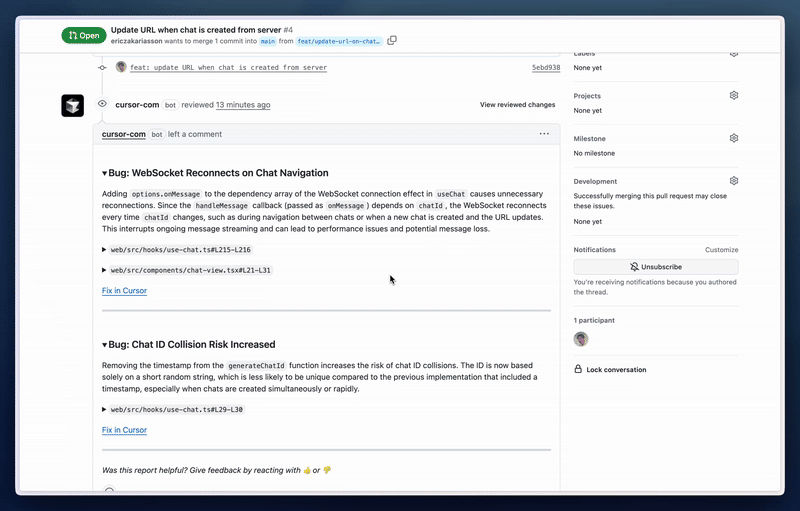 Open
Update URL when chat is created from server #4
ericzakariasson wants to merge 1 commit into main from feat/update-url-on-chat…
feat: update URL when chat is created from server
5ebd938
cursor-com bot reviewed 13 minutes ago
View reviewed changes
cursor-com bot left a comment
Bug: WebSocket Reconnects on Chat Navigation
Adding options.onMessage to the dependency array of the WebSocket connection effect in useChat causes unnecessary
reconnections. Since the handleMessage callback (passed as onMessage) depends on chatId, the WebSocket reconnects
every time chatId changes, such as during navigation between chats or when a new chat is created and the URL updates.
This interrupts ongoing message streaming and can lead to performance issues and potential message loss.
web/src/hooks/use-chat.ts#L215-L216
web/src/components/chat-view.tsx#L21-L31
Fix in Cursor
Bug: Chat ID Collision Risk Increased
Removing the timestamp from the generateChatId function increases the risk of chat ID collisions. The ID is now based
solely on a short random string, which is less likely to be unique compared to the previous implementation that included a
timestamp, especially when chats are created simultaneously or rapidly.
web/src/hooks/use-chat.ts#L29-L30
Fix in Cursor
Was this report helpful? Give feedback by reacting with 👍 or 👎
Labels
None yet
Projects
None yet
Milestone
No milestone
Development
Successfully merging this pull request may close
these issues.
None yet
Notifications
Customize
Unsubscribe
You're receiving notifications because you authored
the thread.
1 participant
Lock conversation